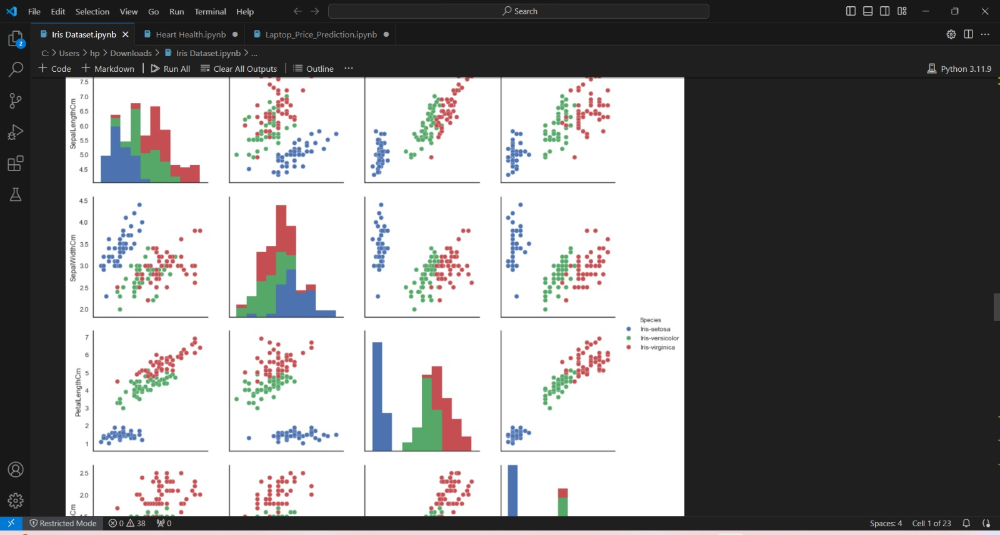 File Edit Selection View Go Run Terminal Help Search
Iris Dataset.ipynb Heart Health.ipynb Laptop_Price_Prediction.ipynb
C: > Users > hp > Downloads > Iris Dataset.ipynb > ...
+ Code + Markdown Run All Clear All Outputs Outline ... Python 3.11.9
2
SepalLengthCm
7.5
7.0
6.5
6.0
5.5
5.0
4.5
SepalWidthCm
4.5
4.0
3.5
3.0
2.5
2.0
Species
Iris-setosa
Iris-versicolor
Iris-virginica
PetalLengthCm
7
6
5
4
3
2
1
2.5
2.0
Restricted Mode 0 38 0 Spaces: 4 Cell 1 of 23